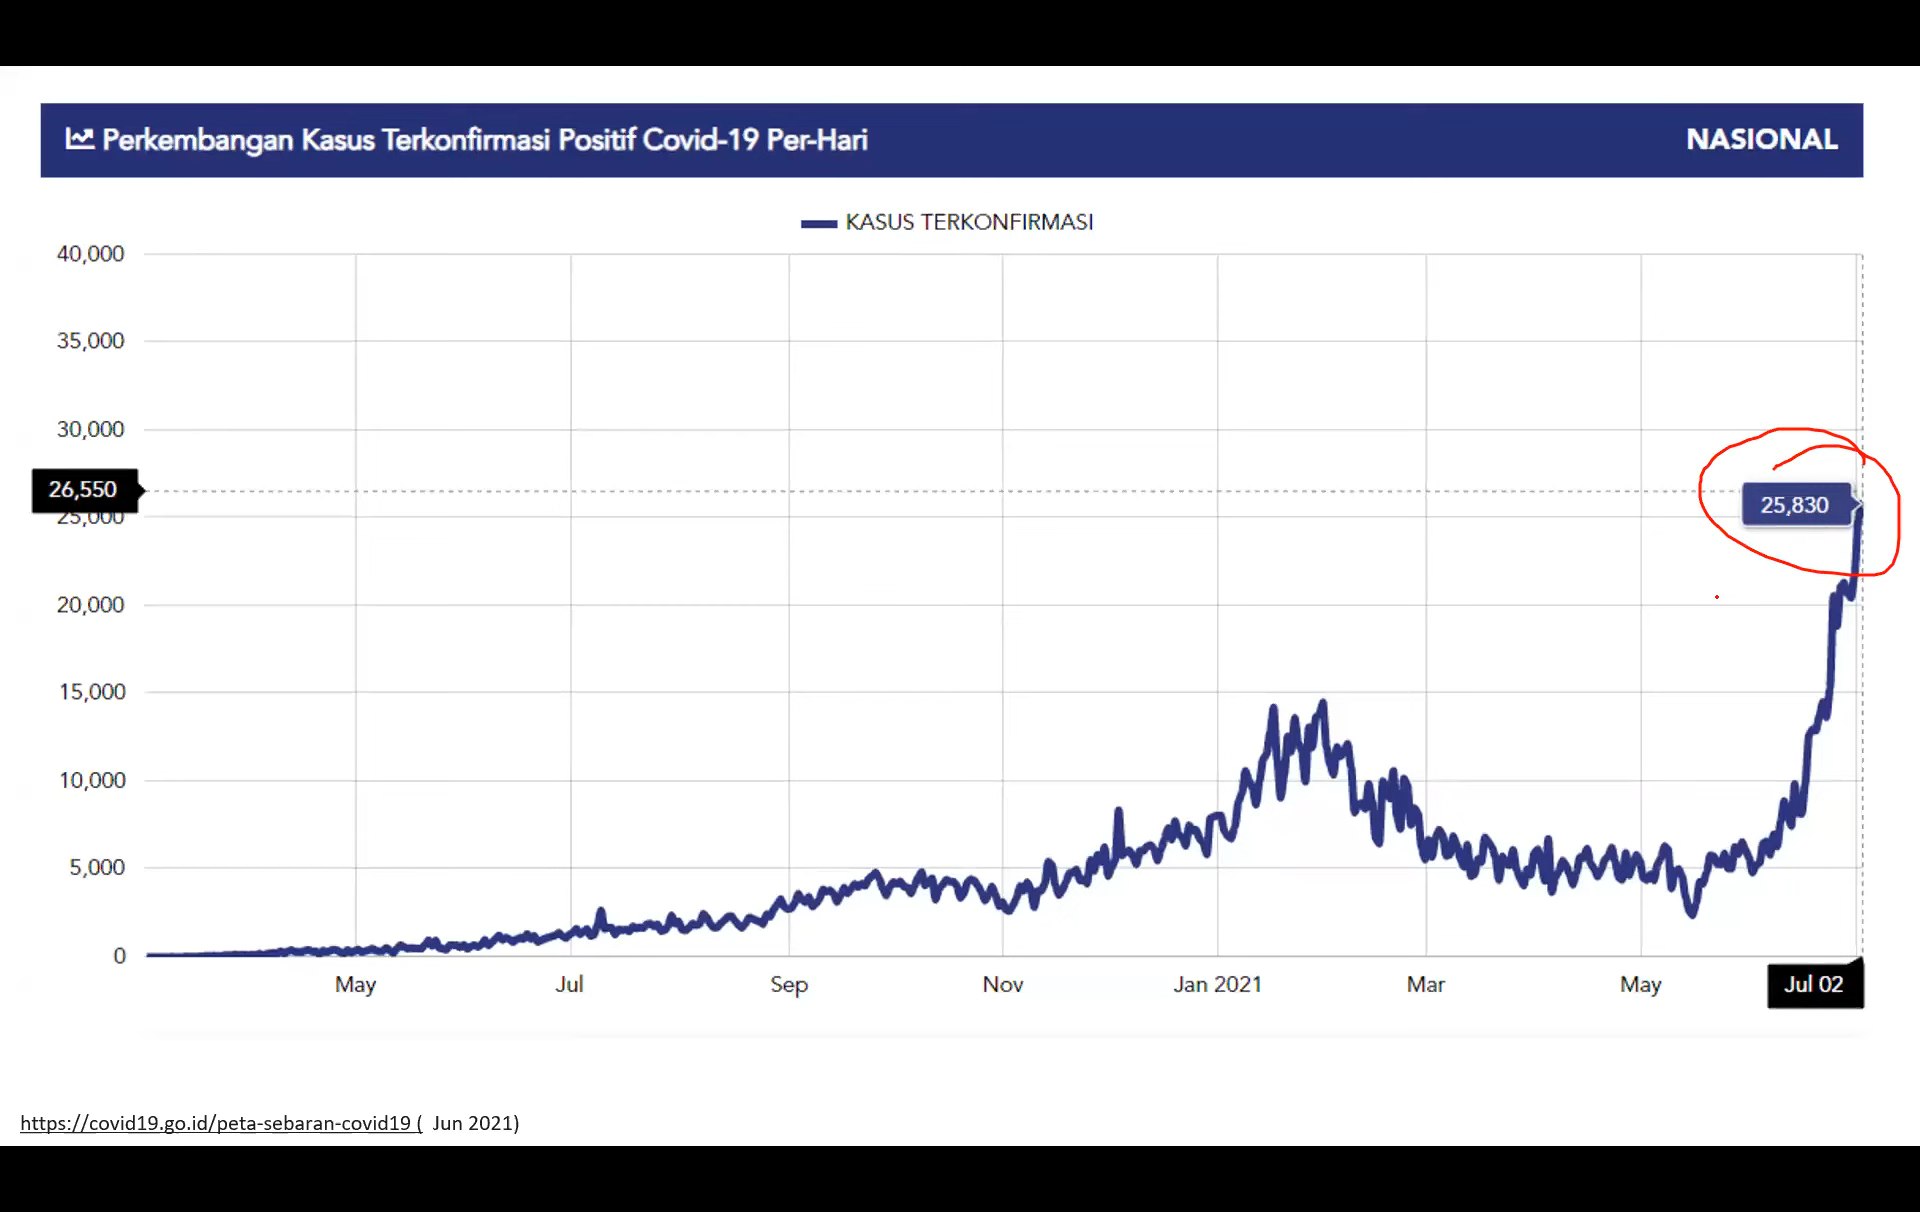 Perkembangan Kasus Terkonfirmasi Positif Covid-19 Per-Hari NASIONAL
KASUS TERKONFIRMASI
40,000
35,000
30,000
26,550
25,830
25,000
20,000
15,000
10,000
5,000
0
May Jul Sep Nov Jan 2021 Mar May Jul 02
https://covid19.go.id/peta-sebaran-covid19 ( Jun 2021)